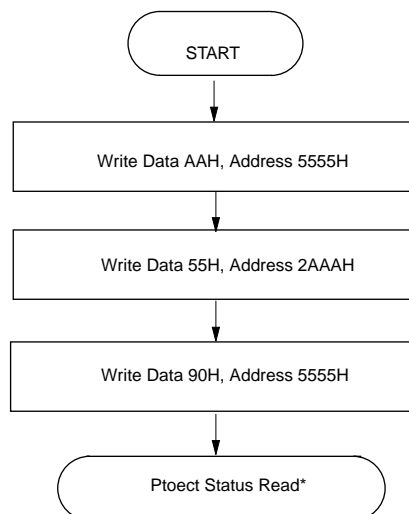 START
Write Data AAH, Address 5555H
Write Data 55H, Address 2AAAH
Write Data 90H, Address 5555H
Ptoect Status Read*